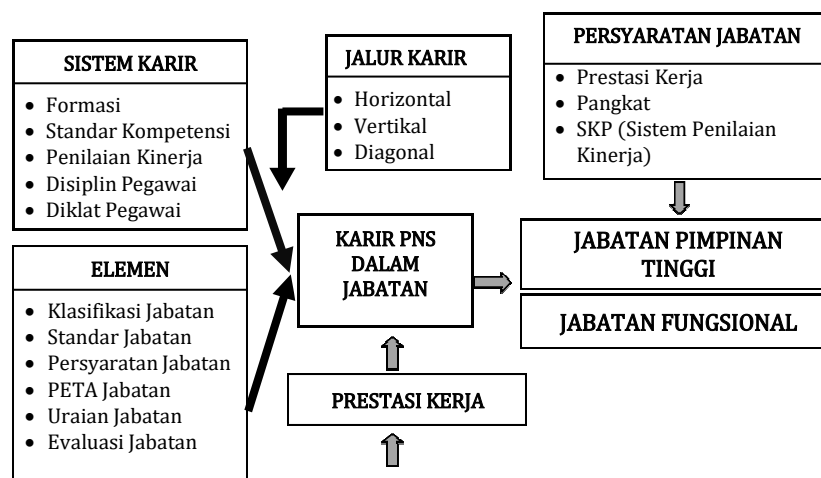 SISTEM KARIR
• Formasi
• Standar Kompetensi
• Penilaian Kinerja
• Disiplin Pegawai
• Diklat Pegawai
JALUR KARIR
• Horizontal
• Vertikal
• Diagonal
PERSYARATAN JABATAN
• Prestasi Kerja
• Pangkat
• SKP (Sistem Penilaian
Kinerja)
ELEMEN
• Klasifikasi Jabatan
• Standar Jabatan
• Persyaratan Jabatan
• PETA Jabatan
• Uraian Jabatan
• Evaluasi Jabatan
KARIR PNS
DALAM
JABATAN
JABATAN PIMPINAN
TINGGI
JABATAN FUNGSIONAL
PRESTASI KERJA